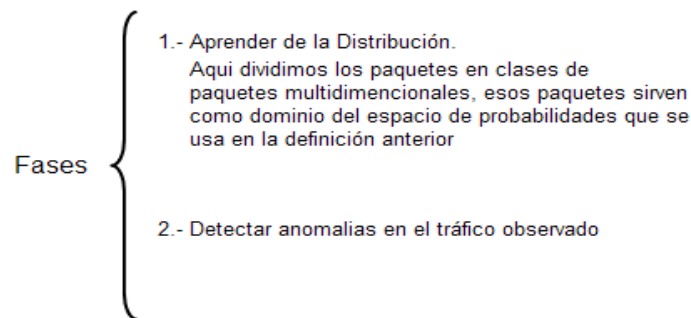 1.- Aprender de la Distribución.
Aqui dividimos los paquetes en clases de
paquetes multidimencionales, esos paquetes sirven
como dominio del espacio de probabilidades que se
usa en la definición anterior
Fases
2.- Detectar anomalias en el tráfico observado